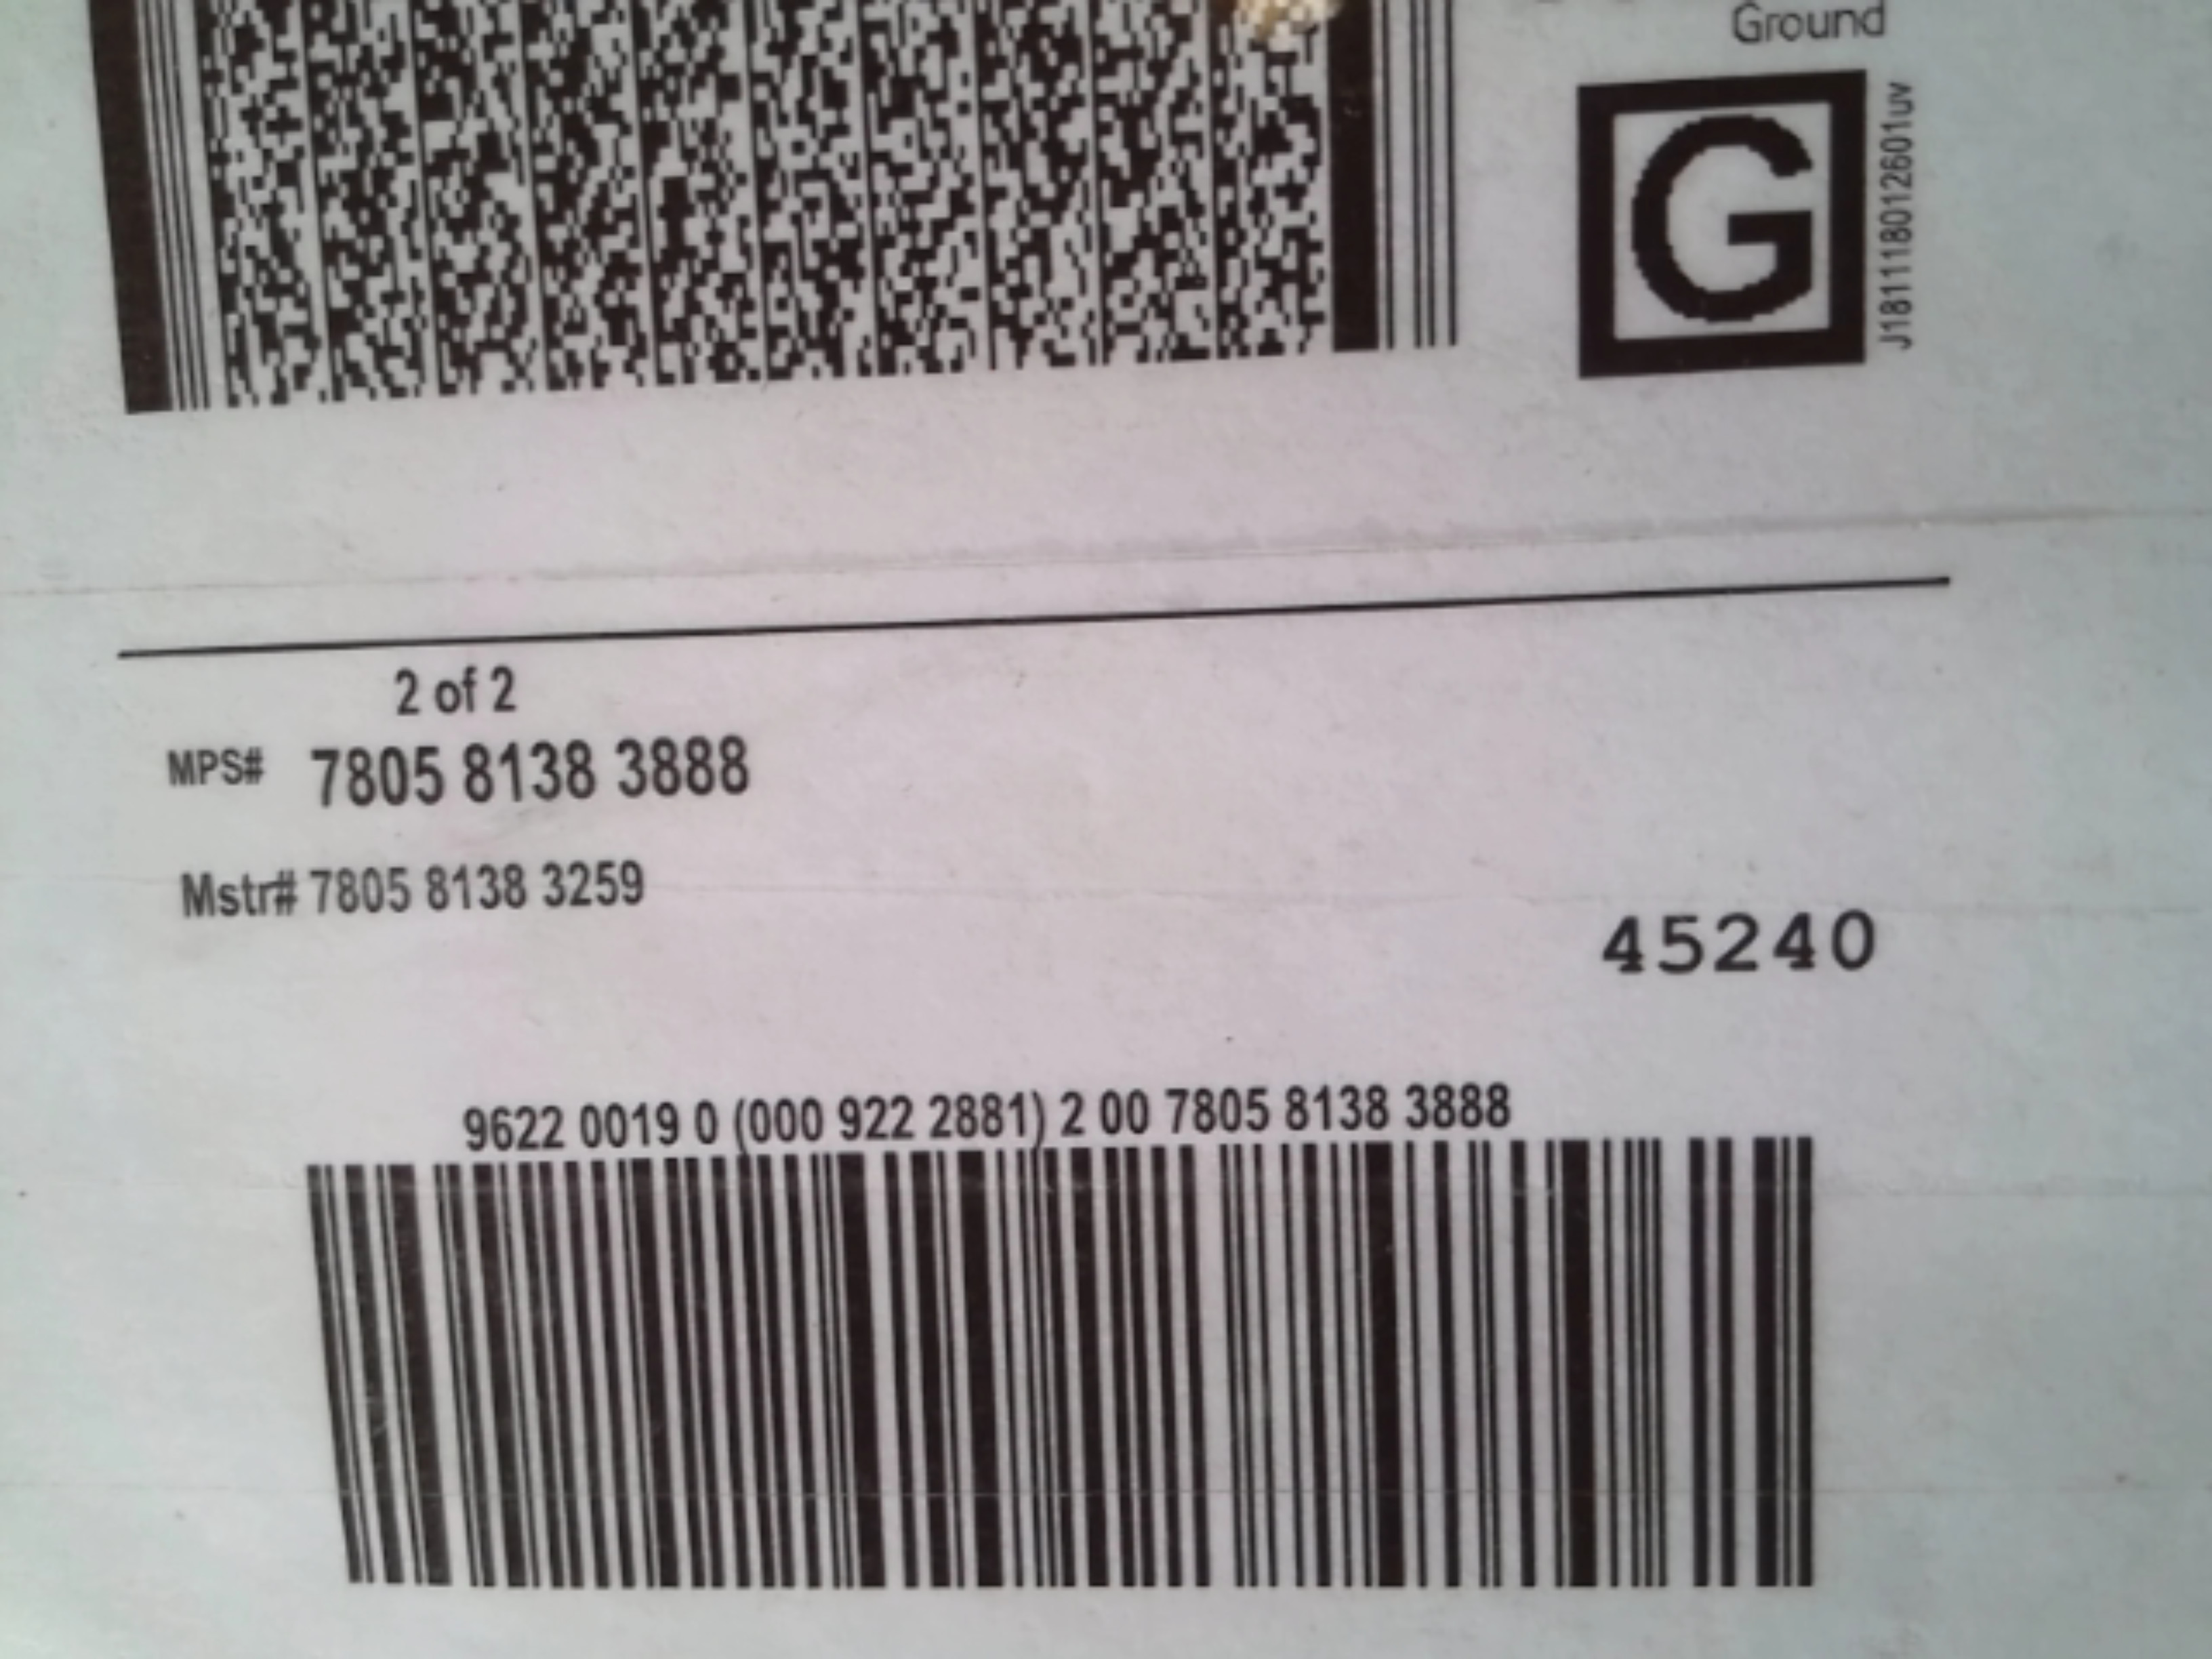 Ground
G
J181118012601uv
2 of 2
MPS# 7805 8138 3888
Mstr# 7805 8138 3259
45240
9622 0019 0 (000 922 2881) 2 00 7805 8138 3888